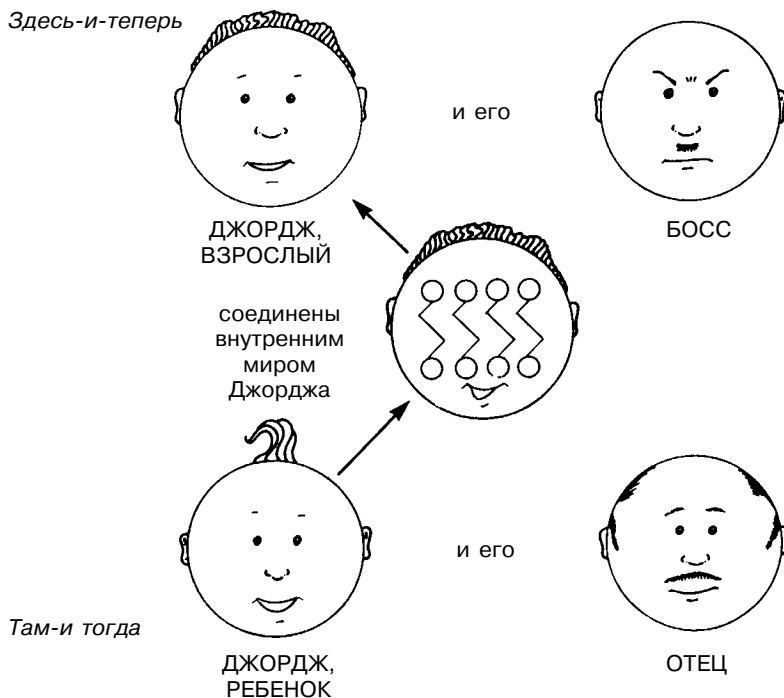 Здесь-и-теперь
и его
ДЖОРДЖ,
ВЗРОСЛЫЙ
БОСС
соединены
внутренним
миром
Джорджа
и его
Там-и тогда
ДЖОРДЖ,
РЕБЕНОК
ОТЕЦ